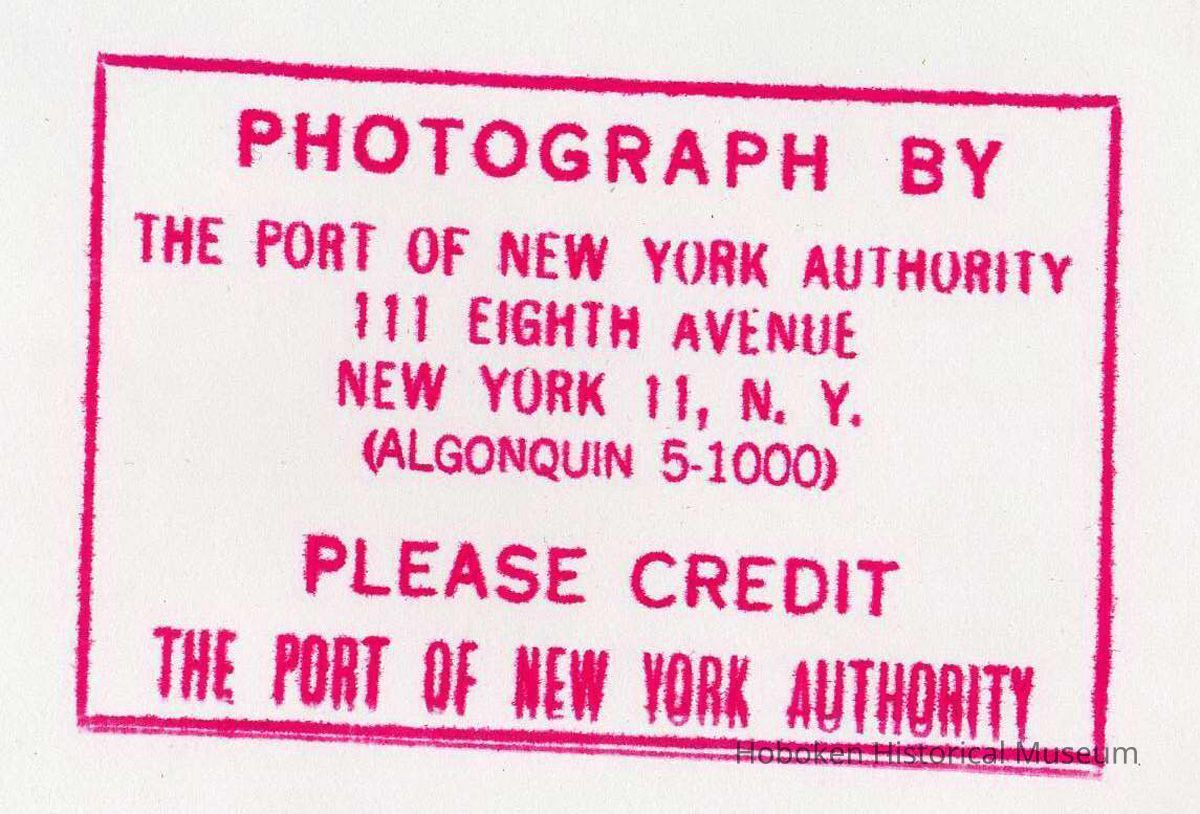 PHOTOGRAPH BY
THE PORT OF NEW YORK AUTHORITY
111 EIGHTH AVENUE
NEW YORK 11, N. Y.
(ALGONQUIN 5-1000)
PLEASE CREDIT
THE PORT OF NEW YORK AUTHORITY
Hoboken Historical Museum